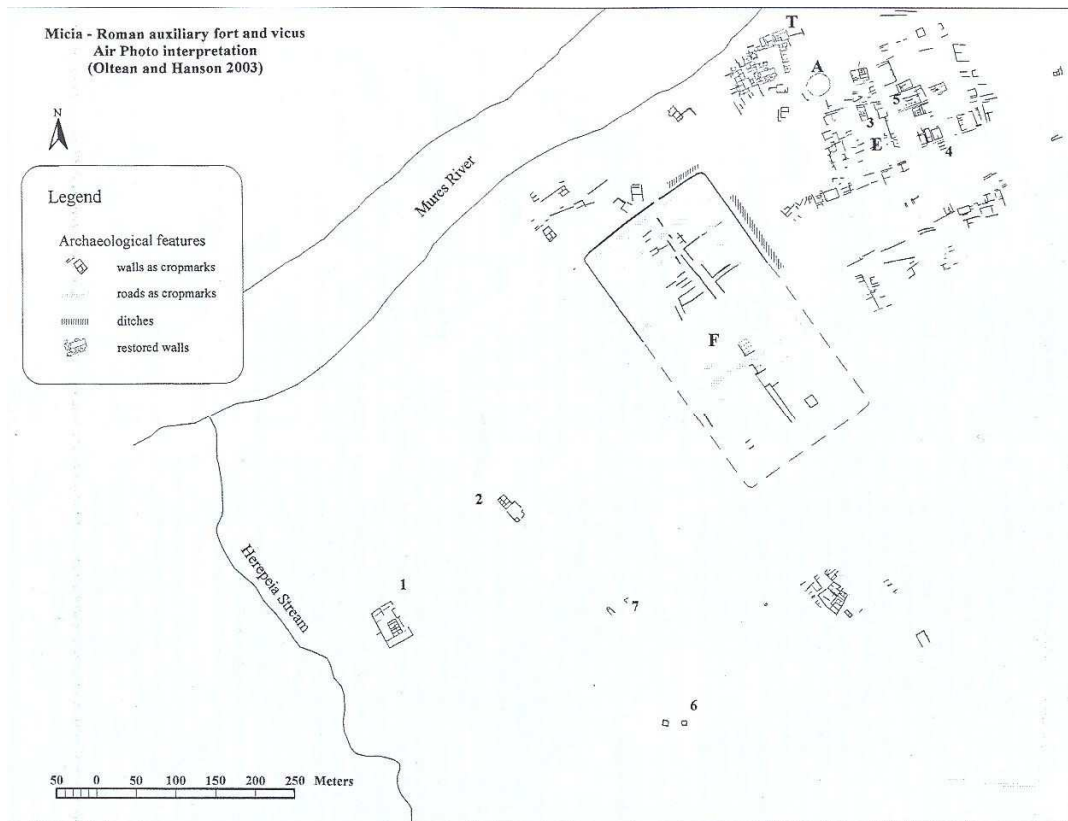 Micia - Roman auxiliary fort and vicus
Air Photo interpretation
(Oltean and Hanson 2003)
N
Legend
Archaeological features
walls as cropmarks
roads as cropmarks
ditches
restored walls
Mures River
Herepeia Stream
T
A
5
3
E
4
F
2
1
7
6
50 0 50 100 150 200 250 Meters